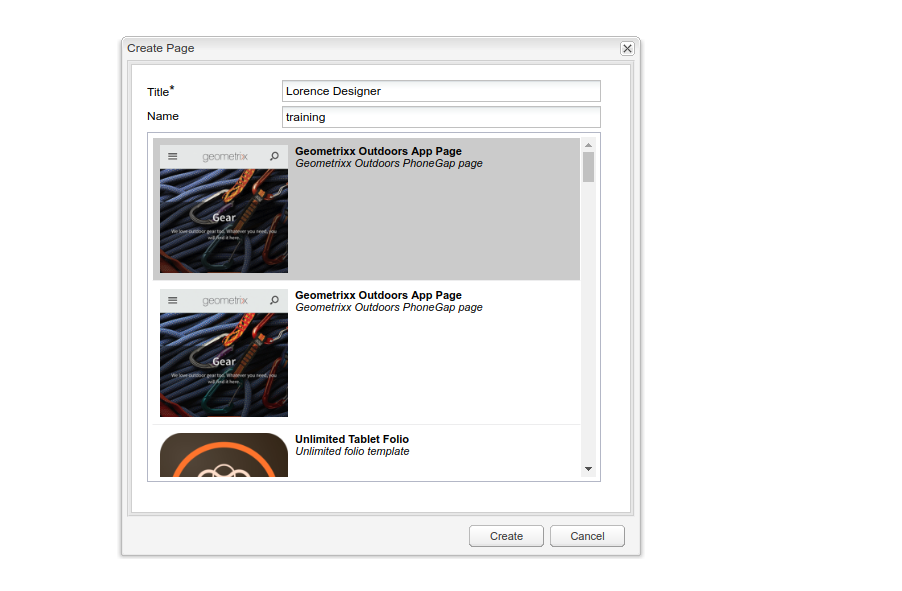 Create Page
Title*
Lorence Designer
Name
training
geometrixx
Geometrixx Outdoors App Page
Geometrixx Outdoors PhoneGap page
Gear
We love outdoor gear too. Whatever you need, you
will find it here.
geometrixx
Geometrixx Outdoors App Page
Geometrixx Outdoors PhoneGap page
Gear
We love outdoor gear too. Whatever you need, you
will find it here.
Unlimited Tablet Folio
Unlimited folio template
Create
Cancel